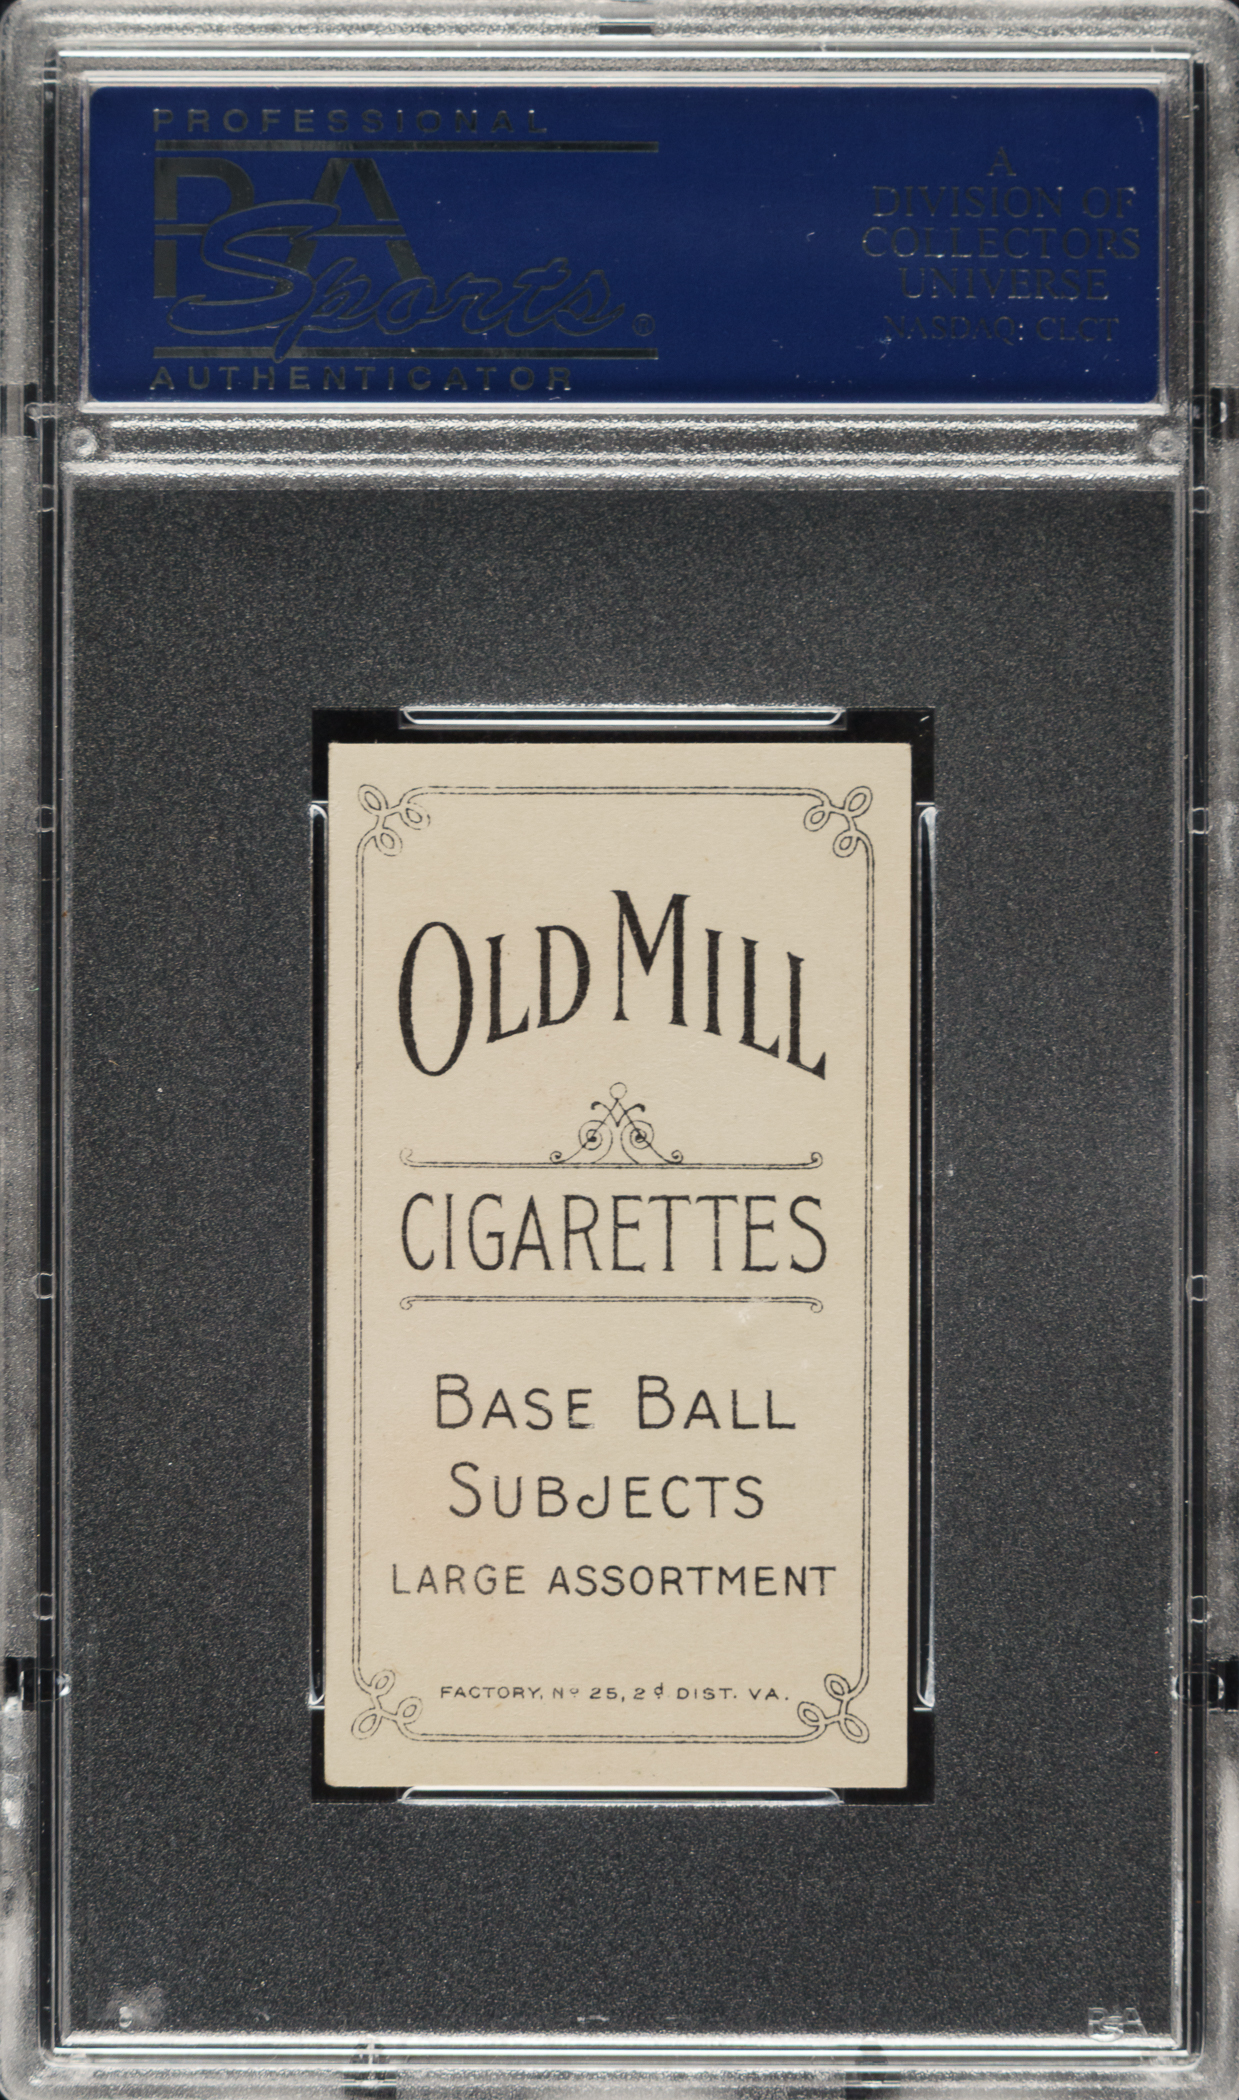 PROFESSIONAL
PSA
Sports®
AUTHENTICATOR
A
DIVISION OF
COLLECTORS
UNIVERSE
NASDAQ: CLCT
OLD MILL
CIGARETTES
BASE BALL
SUBJECTS
LARGE ASSORTMENT
FACTORY, Nº 25, 2d DIST. VA.
PSA